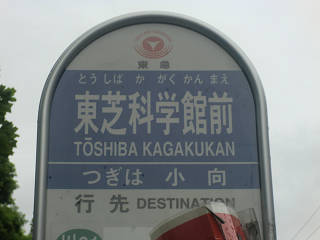 東急
とうしばかがくかんまえ
東芝科学館前
TŌSHIBA KAGAKUKAN
つぎは 小向
行先 DESTINATION